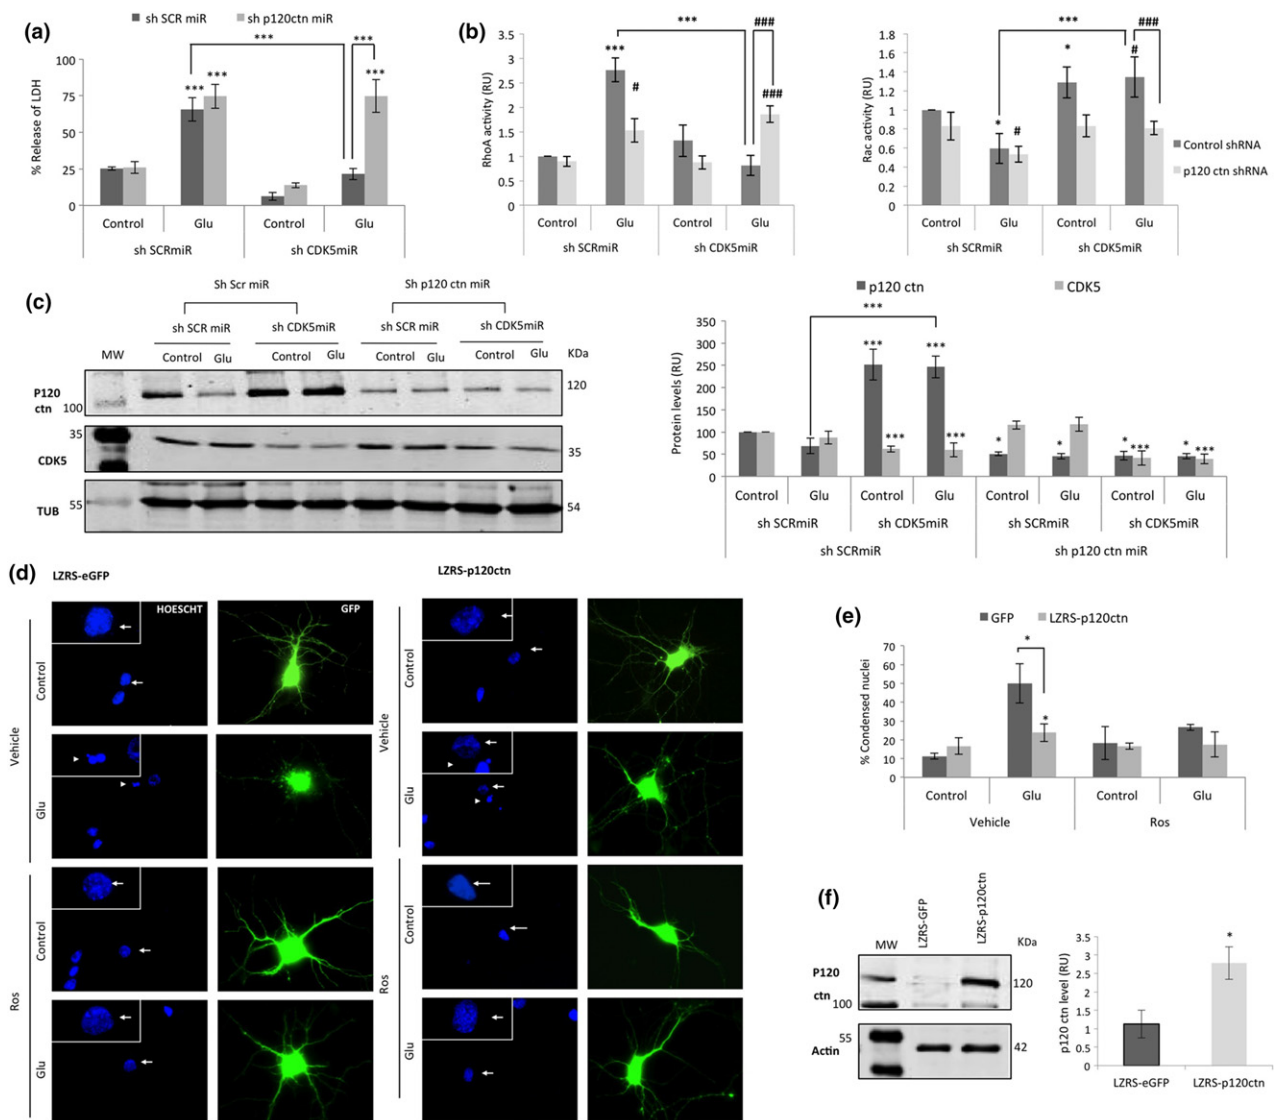 (a)
sh SCR miR
sh p120ctn miR
***
***
***
***
***
100
75
50
25
0
% Release of LDH
Control
Glu
Control
Glu
sh SCRmiR
sh CDK5miR
(b)
***
###
***
#
###
3.5
3
2.5
2
1.5
1
0.5
0
RhoA activity (RU)
Control
Glu
Control
Glu
sh SCRmiR
sh CDK5miR
***
###
*
#
*
#
1.8
1.6
1.4
1.2
1
0.8
0.6
0.4
0.2
0
Rac activity (RU)
Control
Glu
Control
Glu
sh SCRmiR
sh CDK5miR
Control shRNA
p120 ctn shRNA
(c)
Sh Scr miR
Sh p120 ctn miR
sh SCR miR
sh CDK5miR
sh SCR miR
sh CDK5miR
MW
Control
Glu
Control
Glu
Control
Glu
Control
Glu
KDa
P120
ctn
100
120
35
CDK5
35
55
TUB
54
p120 ctn
CDK5
***
***
***
***
***
*
*
*
***
*
***
350
300
250
200
150
100
50
0
Protein levels (RU)
Control
Glu
Control
Glu
Control
Glu
Control
Glu
sh SCRmiR
sh CDK5miR
sh SCRmiR
sh CDK5miR
sh SCRmiR
sh p120 ctn miR
(d)
LZRS-eGFP
LZRS-p120ctn
HOESCHT
GFP
Vehicle
Control
Glu
Ros
Control
Glu
Vehicle
Control
Glu
Ros
Control
Glu
(e)
GFP
LZRS-p120ctn
*
*
70
60
50
40
30
20
10
0
% Condensed nuclei
Control
Glu
Control
Glu
Vehicle
Ros
(f)
MW
LZRS-GFP
LZRS-p120ctn
KDa
P120
ctn
100
120
55
Actin
42
*
3.5
3
2.5
2
1.5
1
0.5
0
p120 ctn level (RU)
LZRS-eGFP
LZRS-p120ctn